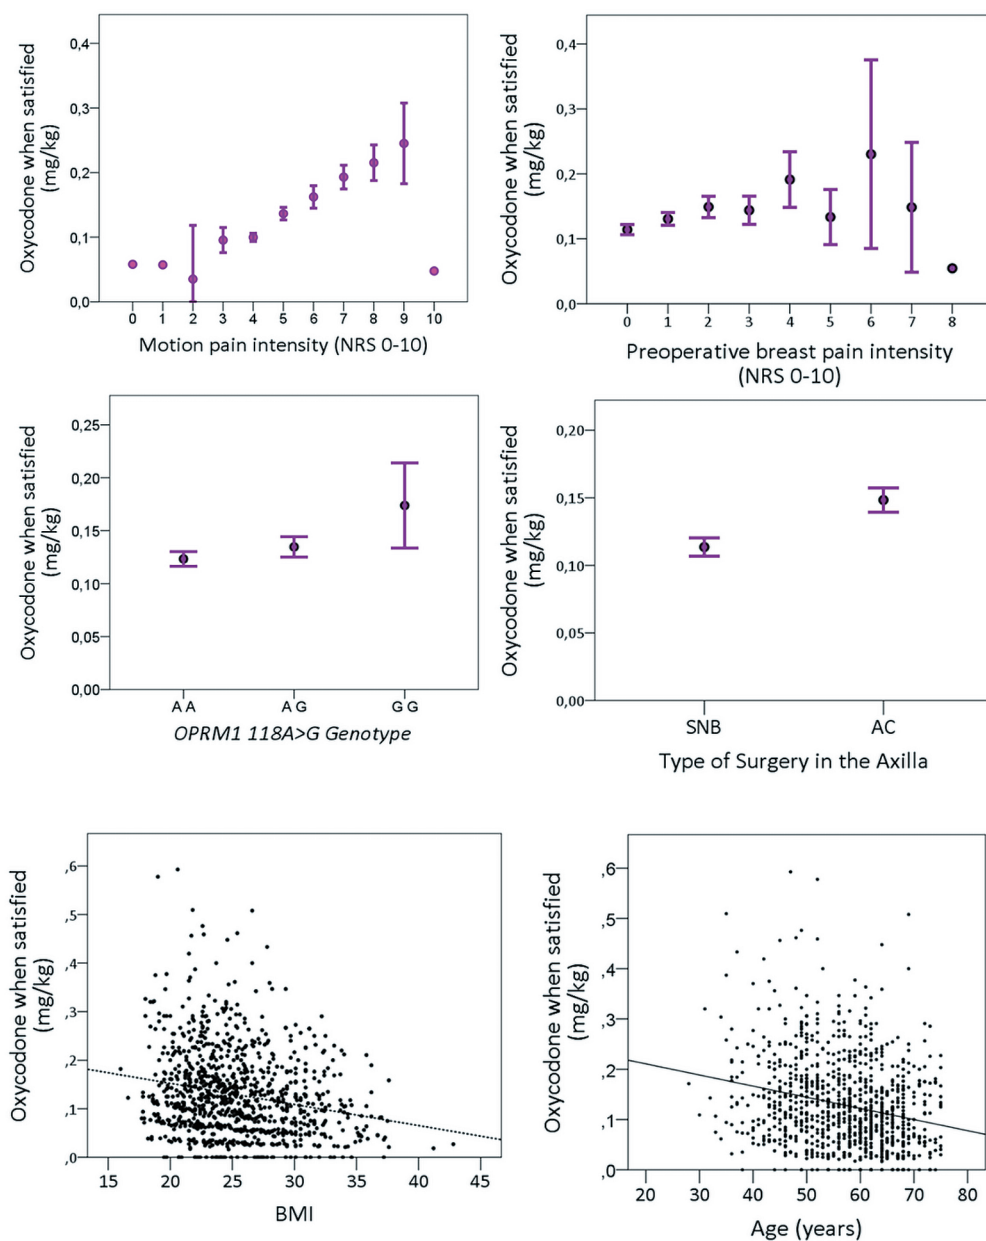 Oxycodone when satisfied
(mg/kg)
0,4
0,3
0,2
0,1
0,0
0 1 2 3 4 5 6 7 8 9 10
Motion pain intensity (NRS 0-10)
Oxycodone when satisfied
(mg/kg)
0,4
0,3
0,2
0,1
0,0
0 1 2 3 4 5 6 7 8
Preoperative breast pain intensity
(NRS 0-10)
Oxycodone when satisfied
(mg/kg)
0,25
0,20
0,15
0,10
0,05
0,00
A A A G G G
OPRM1 118A>G Genotype
Oxycodone when satisfied
(mg/kg)
0,20
0,15
0,10
0,05
0,00
SNB AC
Type of Surgery in the Axilla
Oxycodone when satisfied
(mg/kg)
,6
,5
,4
,3
,2
,1
,0
15 20 25 30 35 40 45
BMI
Oxycodone when satisfied
(mg/kg)
,6
,5
,4
,3
,2
,1
,0
20 30 40 50 60 70 80
Age (years)